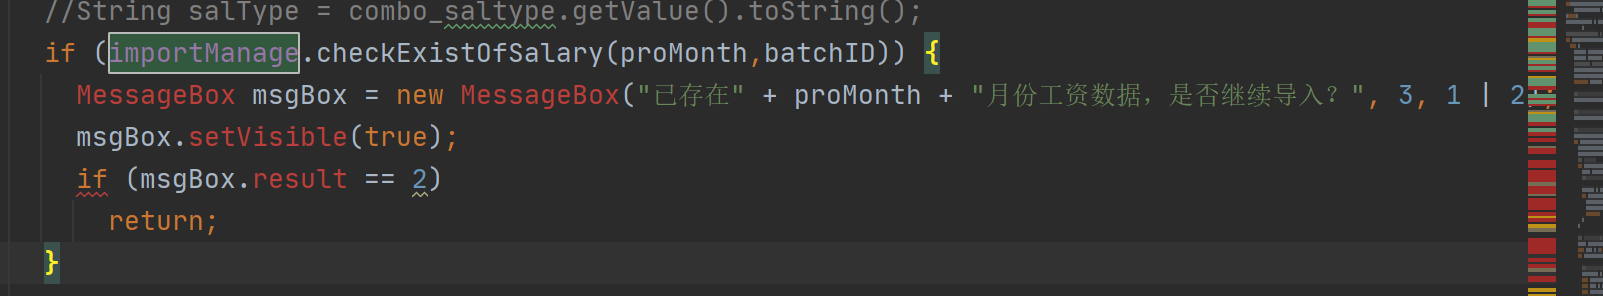 //String salType = combo_saltype.getValue().toString();
if (importManage.checkExistOfSalary(proMonth,batchID)) {
MessageBox msgBox = new MessageBox("已存在" + proMonth + "月份工资数据，是否继续导入？", 3, 1 | 2);
msgBox.setVisible(true);
if (msgBox.result == 2)
return;
}